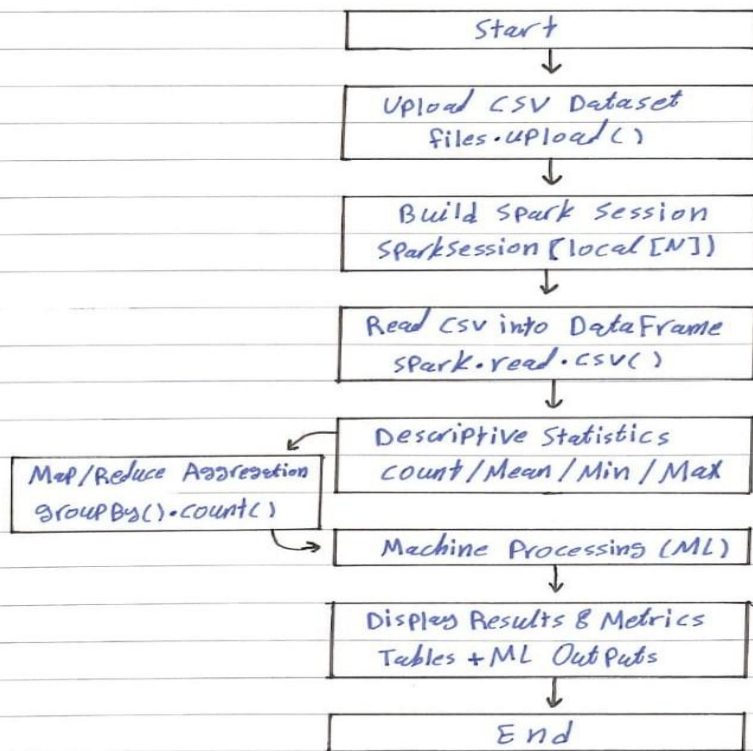 Start
Upload CSV Dataset
files.upload()
Build Spark Session
SparkSession[local[N])
Read CSV into DataFrame
spark.read.csv()
Descriptive Statistics
count/Mean/Min/Max
Map/Reduce Aggregation
groupBy().count()
Machine Processing (ML)
Display Results & Metrics
Tables + ML Outputs
End